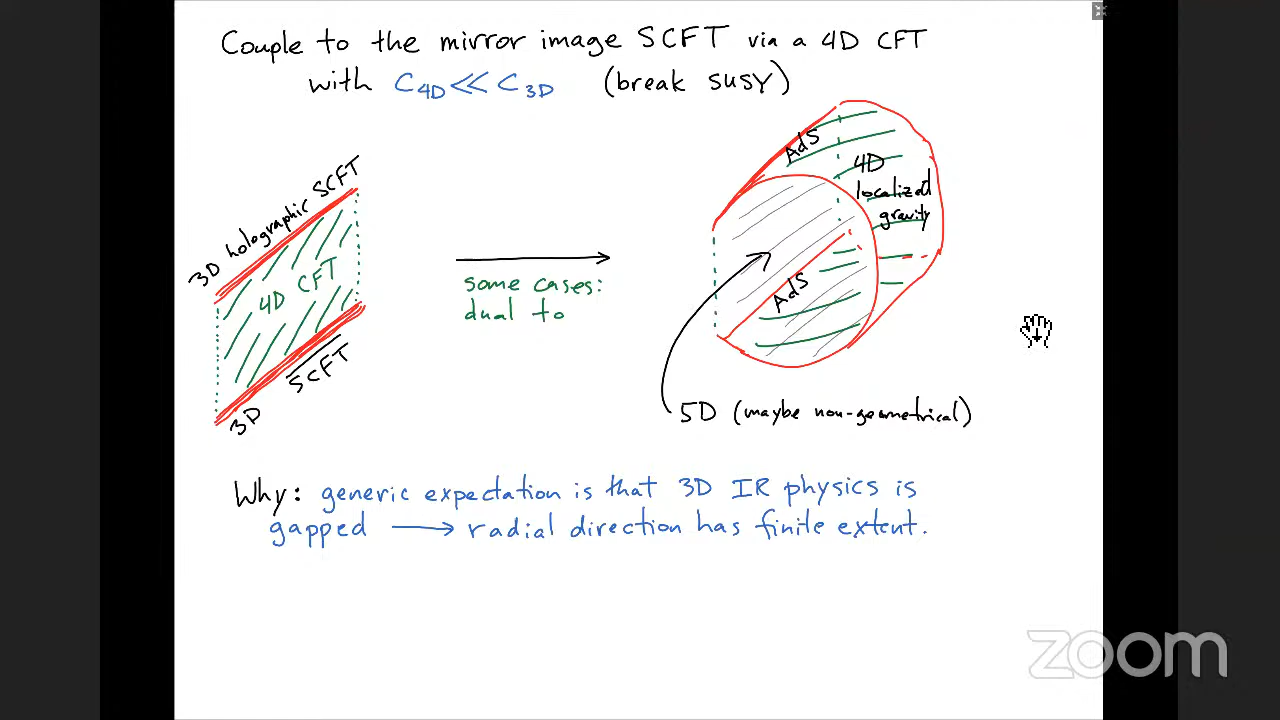 Couple to the mirror image SCFT via a 4D CFT
with C4D << C3D (break SUSY)
3D holographic SCFT
4D CFT
3D SCFT
some cases:
dual to
AdS
4D
localized
gravity
AdS
5D (maybe non-geometrical)
Why: generic expectation is that 3D IR physics is
gapped → radial direction has finite extent.
zoom